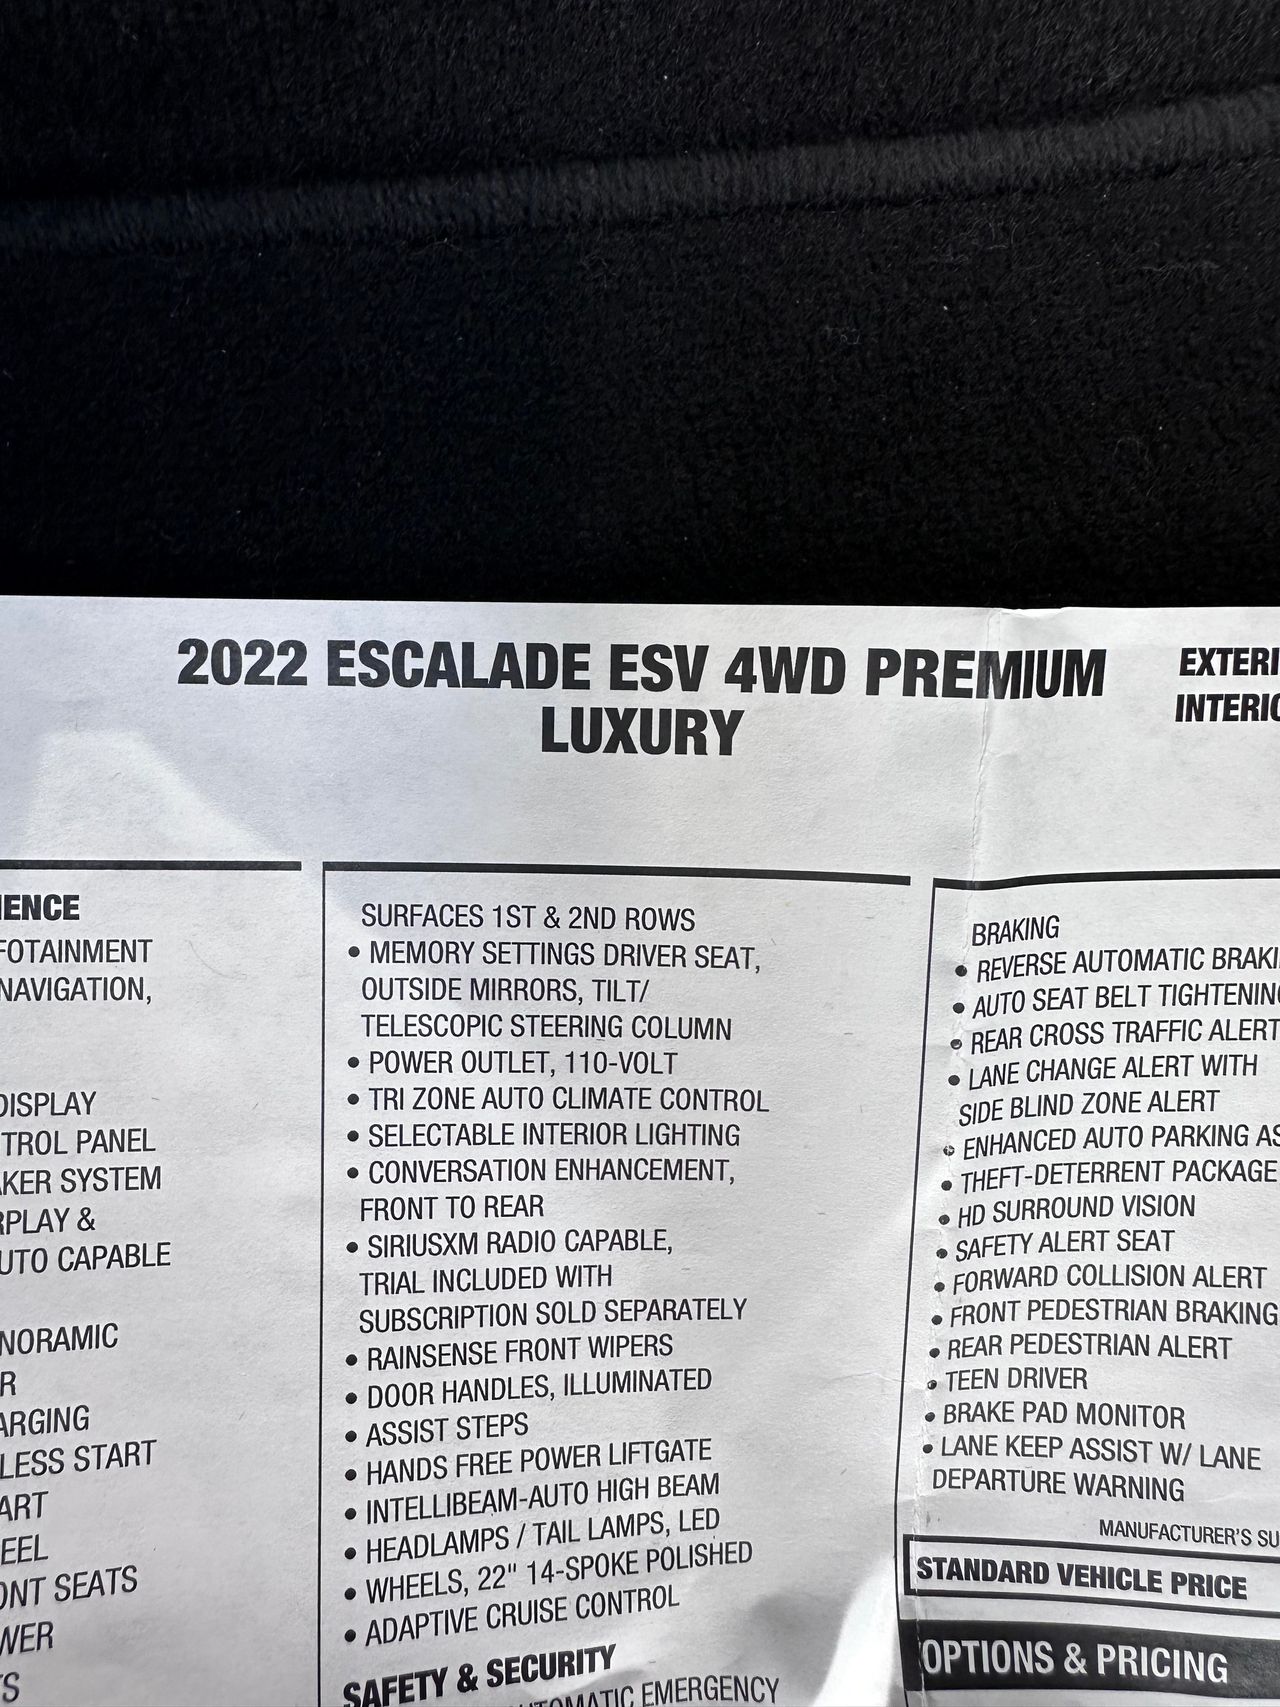 2022 ESCALADE ESV 4WD PREMIUM
LUXURY
EXTERI
INTERIO
IENCE
FOTAINMENT
NAVIGATION,
DISPLAY
TROL PANEL
AKER SYSTEM
RPLAY &
UTO CAPABLE
NORAMIC
R
ARGING
LESS START
ART
EEL
ONT SEATS
WER
TS
SURFACES 1ST & 2ND ROWS
• MEMORY SETTINGS DRIVER SEAT,
OUTSIDE MIRRORS, TILT/
TELESCOPIC STEERING COLUMN
• POWER OUTLET, 110-VOLT
• TRI ZONE AUTO CLIMATE CONTROL
• SELECTABLE INTERIOR LIGHTING
• CONVERSATION ENHANCEMENT,
FRONT TO REAR
• SIRIUSXM RADIO CAPABLE,
TRIAL INCLUDED WITH
SUBSCRIPTION SOLD SEPARATELY
• RAINSENSE FRONT WIPERS
• DOOR HANDLES, ILLUMINATED
• ASSIST STEPS
• HANDS FREE POWER LIFTGATE
• INTELLIBEAM-AUTO HIGH BEAM
• HEADLAMPS / TAIL LAMPS, LED
• WHEELS, 22" 14-SPOKE POLISHED
• ADAPTIVE CRUISE CONTROL
SAFETY & SECURITY
UTOMATIC EMERGENCY
BRAKING
• REVERSE AUTOMATIC BRAKI
• AUTO SEAT BELT TIGHTENING
• REAR CROSS TRAFFIC ALERT
• LANE CHANGE ALERT WITH
SIDE BLIND ZONE ALERT
• ENHANCED AUTO PARKING AS
• THEFT-DETERRENT PACKAGE
• HD SURROUND VISION
• SAFETY ALERT SEAT
• FORWARD COLLISION ALERT
• FRONT PEDESTRIAN BRAKING
• REAR PEDESTRIAN ALERT
• TEEN DRIVER
• BRAKE PAD MONITOR
• LANE KEEP ASSIST W/ LANE
DEPARTURE WARNING
MANUFACTURER'S SU
STANDARD VEHICLE PRICE
OPTIONS & PRICING